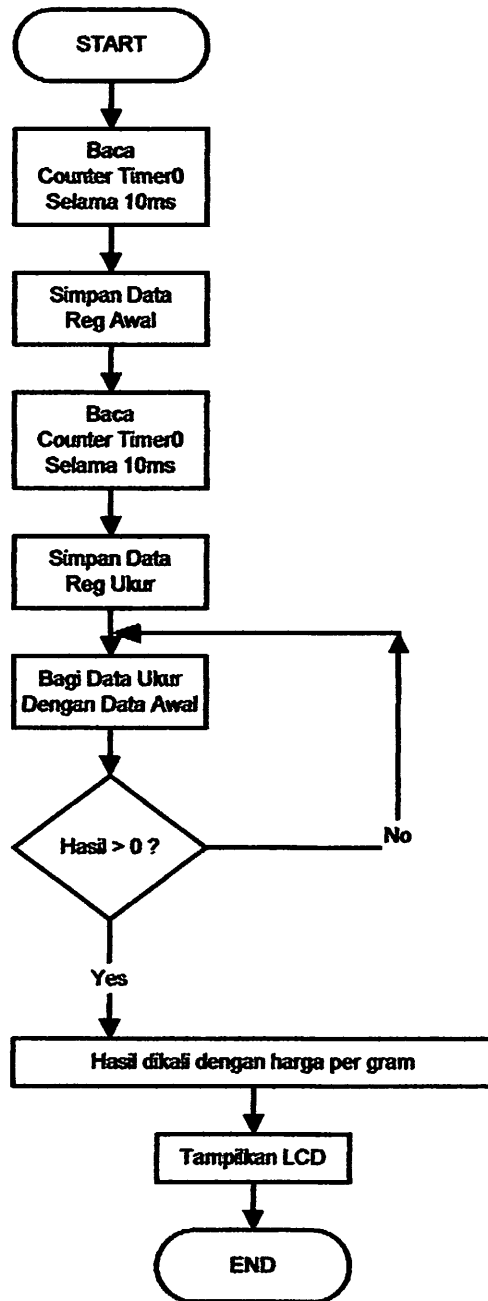 START
Baca
Counter Timer0
Selama 10ms
Simpan Data
Reg Awal
Baca
Counter Timer0
Selama 10ms
Simpan Data
Reg Ukur
Bagi Data Ukur
Dengan Data Awal
Hasil > 0 ?
No
Yes
Hasil dikali dengan harga per gram
Tampilkan LCD
END